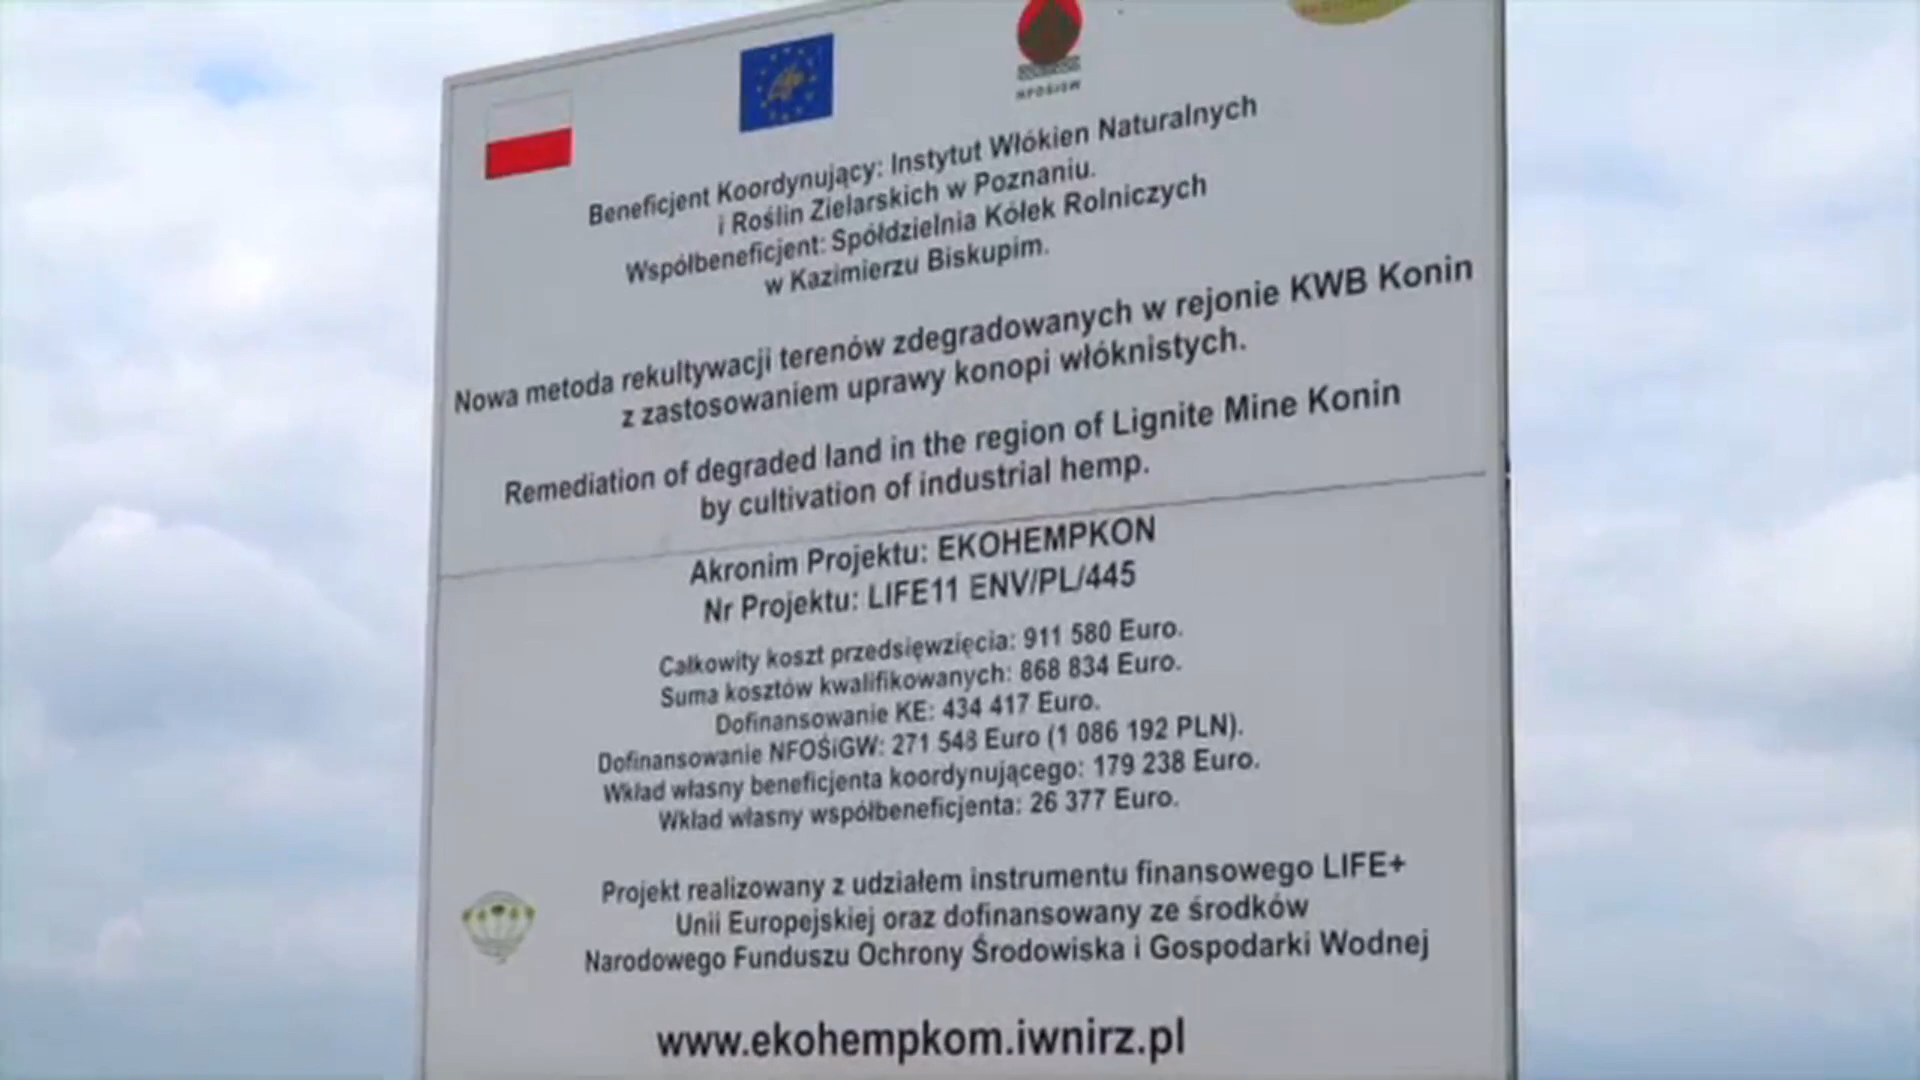 NFOŚiGW
Beneficjent Koordynujący: Instytut Włókien Naturalnych
i Roślin Zielarskich w Poznaniu.
Współbeneficjent: Spółdzielnia Kółek Rolniczych
w Kazimierzu Biskupim.
Nowa metoda rekultywacji terenów zdegradowanych w rejonie KWB Konin
z zastosowaniem uprawy konopi włóknistych.
Remediation of degraded land in the region of Lignite Mine Konin
by cultivation of industrial hemp.
Akronim Projektu: EKOHEMPKON
Nr Projektu: LIFE11 ENV/PL/445
Całkowity koszt przedsięwzięcia: 911 580 Euro.
Suma kosztów kwalifikowanych: 868 834 Euro.
Dofinansowanie KE: 434 417 Euro.
Dofinansowanie NFOŚiGW: 271 548 Euro (1 086 192 PLN).
Wkład własny beneficjenta koordynującego: 179 238 Euro.
Wkład własny współbeneficjenta: 26 377 Euro.
Projekt realizowany z udziałem instrumentu finansowego LIFE+
Unii Europejskiej oraz dofinansowany ze środków
Narodowego Funduszu Ochrony Środowiska i Gospodarki Wodnej
www.ekohempkom.iwnirz.pl